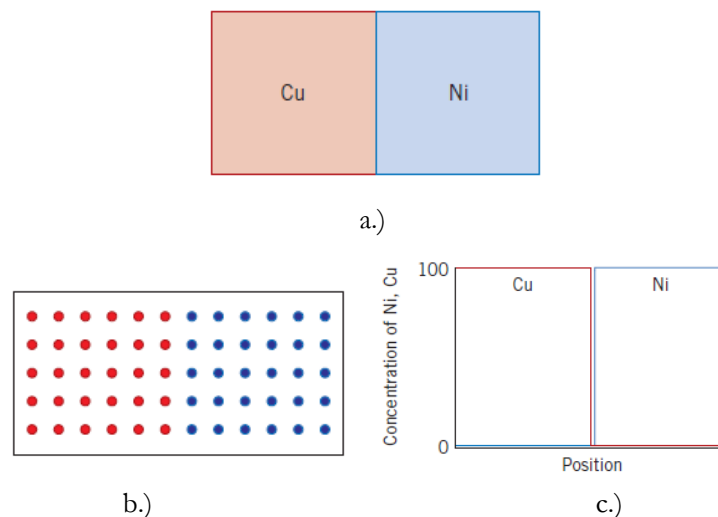 Cu
Ni
a.)
100
Cu
Ni
Concentration of Ni, Cu
0
Position
b.)
c.)